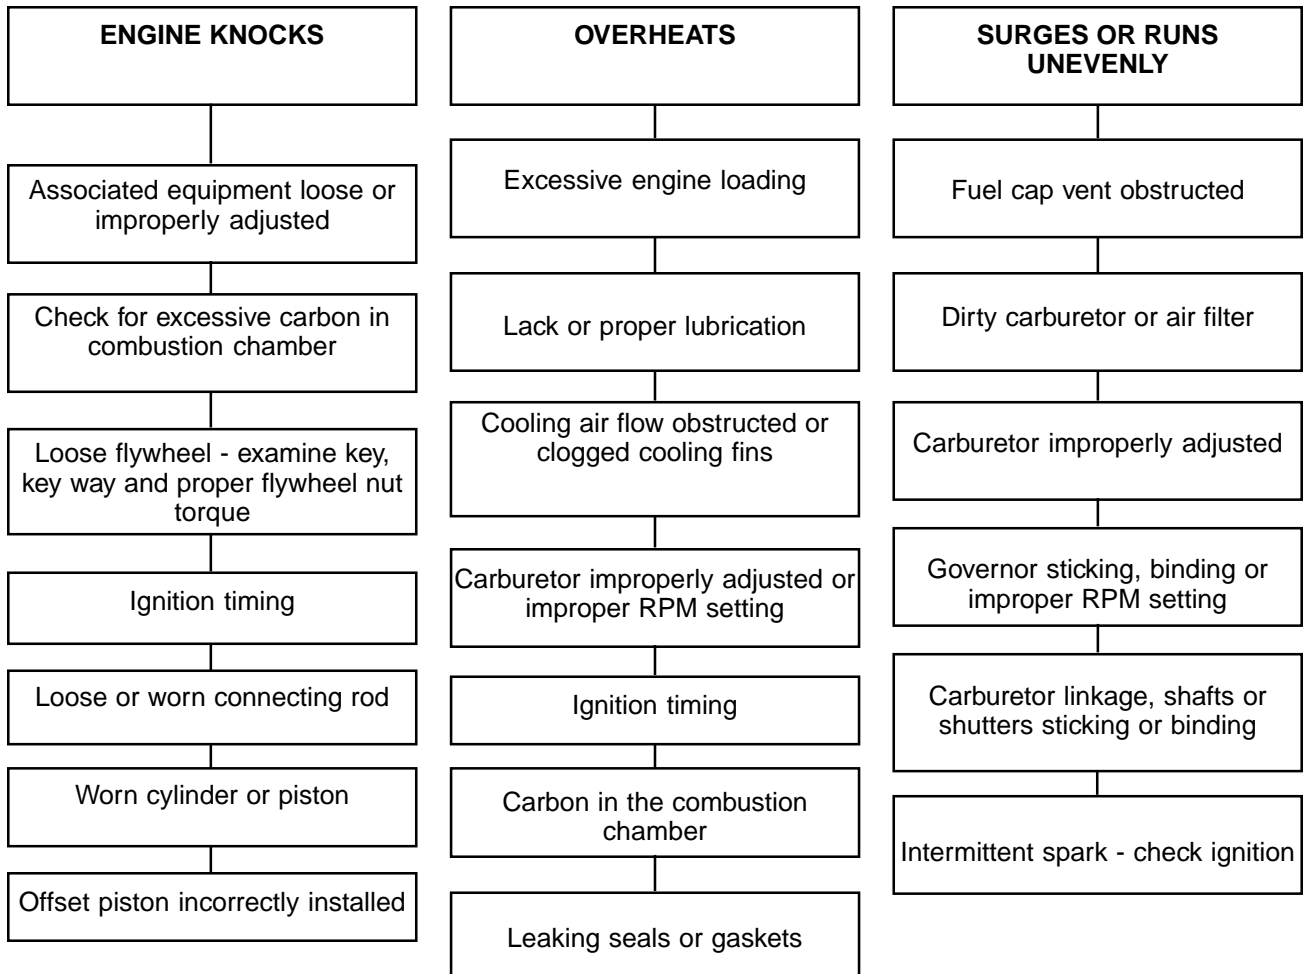 ENGINE KNOCKS
Associated equipment loose or
improperly adjusted
Check for excessive carbon in
combustion chamber
Loose flywheel - examine key,
key way and proper flywheel nut
torque
Ignition timing
Loose or worn connecting rod
Worn cylinder or piston
Offset piston incorrectly installed
OVERHEATS
Excessive engine loading
Lack or proper lubrication
Cooling air flow obstructed or
clogged cooling fins
Carburetor improperly adjusted or
improper RPM setting
Ignition timing
Carbon in the combustion
chamber
Leaking seals or gaskets
SURGES OR RUNS
UNEVENLY
Fuel cap vent obstructed
Dirty carburetor or air filter
Carburetor improperly adjusted
Governor sticking, binding or
improper RPM setting
Carburetor linkage, shafts or
shutters sticking or binding
Intermittent spark - check ignition